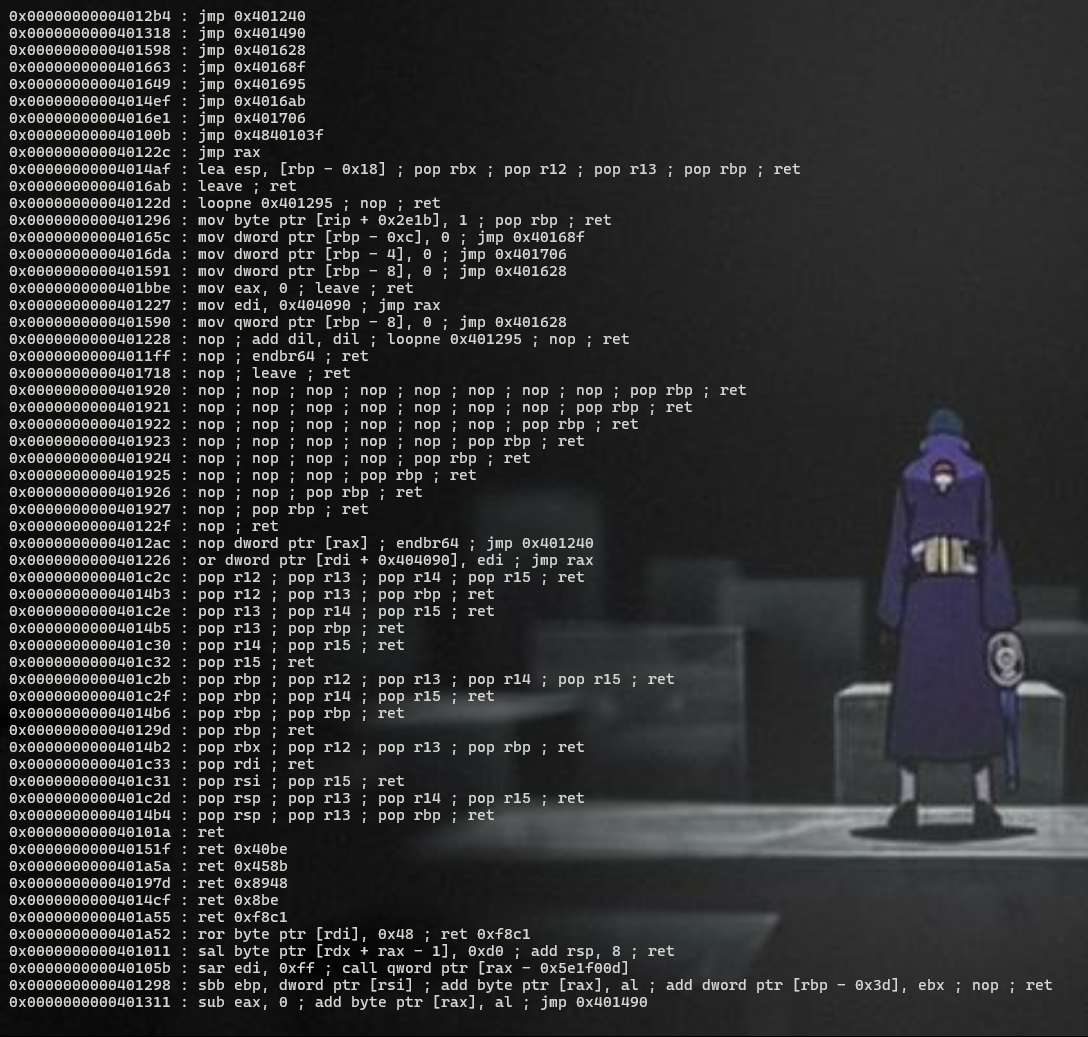 0x00000000004012b4 : jmp 0x401240
0x0000000000401318 : jmp 0x401490
0x0000000000401598 : jmp 0x401628
0x0000000000401663 : jmp 0x40168f
0x0000000000401649 : jmp 0x401695
0x00000000004014ef : jmp 0x4016ab
0x00000000004016e1 : jmp 0x401706
0x000000000040100b : jmp 0x4840103f
0x000000000040122c : jmp rax
0x00000000004014af : lea esp, [rbp - 0x18] ; pop rbx ; pop r12 ; pop r13 ; pop rbp ; ret
0x00000000004016ab : leave ; ret
0x000000000040122d : loopne 0x401295 ; nop ; ret
0x0000000000401296 : mov byte ptr [rip + 0x2e1b], 1 ; pop rbp ; ret
0x000000000040165c : mov dword ptr [rbp - 0xc], 0 ; jmp 0x40168f
0x00000000004016da : mov dword ptr [rbp - 4], 0 ; jmp 0x401706
0x0000000000401591 : mov dword ptr [rbp - 8], 0 ; jmp 0x401628
0x0000000000401bbe : mov eax, 0 ; leave ; ret
0x0000000000401227 : mov edi, 0x404090 ; jmp rax
0x0000000000401590 : mov qword ptr [rbp - 8], 0 ; jmp 0x401628
0x0000000000401228 : nop ; add dil, dil ; loopne 0x401295 ; nop ; ret
0x00000000004011ff : nop ; endbr64 ; ret
0x0000000000401718 : nop ; leave ; ret
0x0000000000401920 : nop ; nop ; nop ; nop ; nop ; nop ; nop ; nop ; pop rbp ; ret
0x0000000000401921 : nop ; nop ; nop ; nop ; nop ; nop ; nop ; pop rbp ; ret
0x0000000000401922 : nop ; nop ; nop ; nop ; nop ; nop ; pop rbp ; ret
0x0000000000401923 : nop ; nop ; nop ; nop ; nop ; pop rbp ; ret
0x0000000000401924 : nop ; nop ; nop ; nop ; pop rbp ; ret
0x0000000000401925 : nop ; nop ; nop ; pop rbp ; ret
0x0000000000401926 : nop ; nop ; pop rbp ; ret
0x0000000000401927 : nop ; pop rbp ; ret
0x000000000040122f : nop ; ret
0x00000000004012ac : nop dword ptr [rax] ; endbr64 ; jmp 0x401240
0x0000000000401226 : or dword ptr [rdi + 0x404090], edi ; jmp rax
0x0000000000401c2c : pop r12 ; pop r13 ; pop r14 ; pop r15 ; ret
0x00000000004014b3 : pop r12 ; pop r13 ; pop rbp ; ret
0x0000000000401c2e : pop r13 ; pop r14 ; pop r15 ; ret
0x00000000004014b5 : pop r13 ; pop rbp ; ret
0x0000000000401c30 : pop r14 ; pop r15 ; ret
0x0000000000401c32 : pop r15 ; ret
0x0000000000401c2b : pop rbp ; pop r12 ; pop r13 ; pop r14 ; pop r15 ; ret
0x0000000000401c2f : pop rbp ; pop r14 ; pop r15 ; ret
0x00000000004014b6 : pop rbp ; pop rbp ; ret
0x000000000040129d : pop rbp ; ret
0x00000000004014b2 : pop rbx ; pop r12 ; pop r13 ; pop rbp ; ret
0x0000000000401c33 : pop rdi ; ret
0x0000000000401c31 : pop rsi ; pop r15 ; ret
0x0000000000401c2d : pop rsp ; pop r13 ; pop r14 ; pop r15 ; ret
0x00000000004014b4 : pop rsp ; pop r13 ; pop rbp ; ret
0x000000000040101a : ret
0x000000000040151f : ret 0x40be
0x0000000000401a5a : ret 0x458b
0x000000000040197d : ret 0x8948
0x00000000004014cf : ret 0x8be
0x0000000000401a55 : ret 0xf8c1
0x0000000000401a52 : ror byte ptr [rdi], 0x48 ; ret 0xf8c1
0x0000000000401011 : sal byte ptr [rdx + rax - 1], 0xd0 ; add rsp, 8 ; ret
0x000000000040105b : sar edi, 0xff ; call qword ptr [rax - 0x5e1f00d]
0x0000000000401298 : sbb ebp, dword ptr [rsi] ; add byte ptr [rax], al ; add dword ptr [rbp - 0x3d], ebx ; nop ; ret
0x0000000000401311 : sub eax, 0 ; add byte ptr [rax], al ; jmp 0x401490